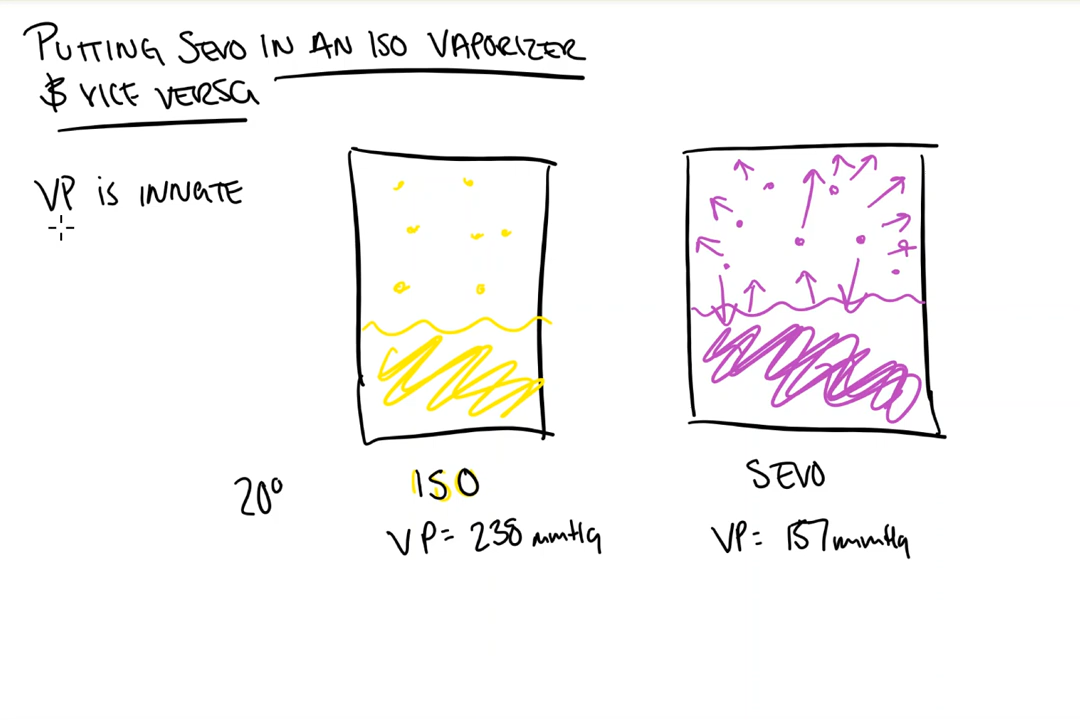 PUTTING SEVO IN AN ISO VAPORIZER
& VICE VERSA
VP is INNATE
20°
ISO
VP= 238 mmHg
SEVO
VP= 157 mmHg